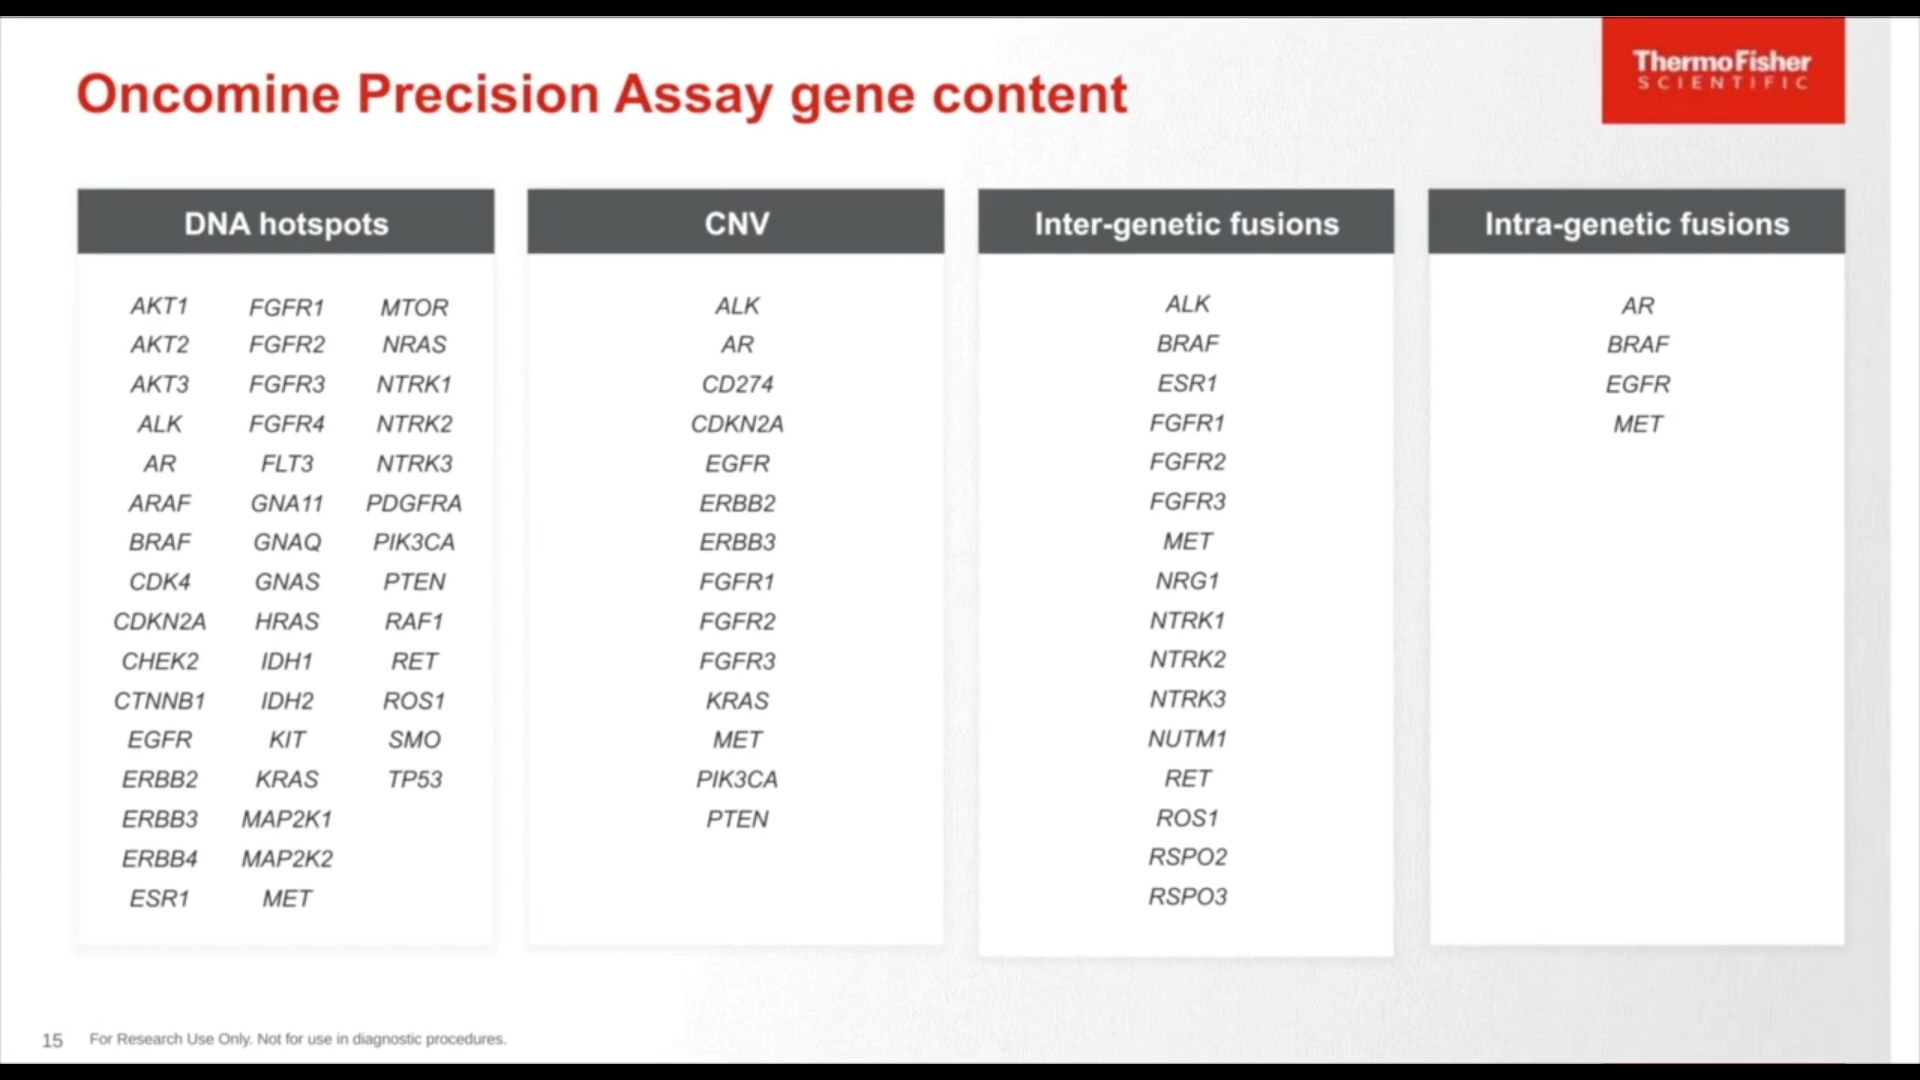 Oncomine Precision Assay gene content
ThermoFisher
SCIENTIFIC
DNA hotspots
AKT1 FGFR1 MTOR
AKT2 FGFR2 NRAS
AKT3 FGFR3 NTRK1
ALK FGFR4 NTRK2
AR FLT3 NTRK3
ARAF GNA11 PDGFRA
BRAF GNAQ PIK3CA
CDK4 GNAS PTEN
CDKN2A HRAS RAF1
CHEK2 IDH1 RET
CTNNB1 IDH2 ROS1
EGFR KIT SMO
ERBB2 KRAS TP53
ERBB3 MAP2K1
ERBB4 MAP2K2
ESR1 MET
CNV
ALK
AR
CD274
CDKN2A
EGFR
ERBB2
ERBB3
FGFR1
FGFR2
FGFR3
KRAS
MET
PIK3CA
PTEN
Inter-genetic fusions
ALK
BRAF
ESR1
FGFR1
FGFR2
FGFR3
MET
NRG1
NTRK1
NTRK2
NTRK3
NUTM1
RET
ROS1
RSPO2
RSPO3
Intra-genetic fusions
AR
BRAF
EGFR
MET
15 For Research Use Only. Not for use in diagnostic procedures.